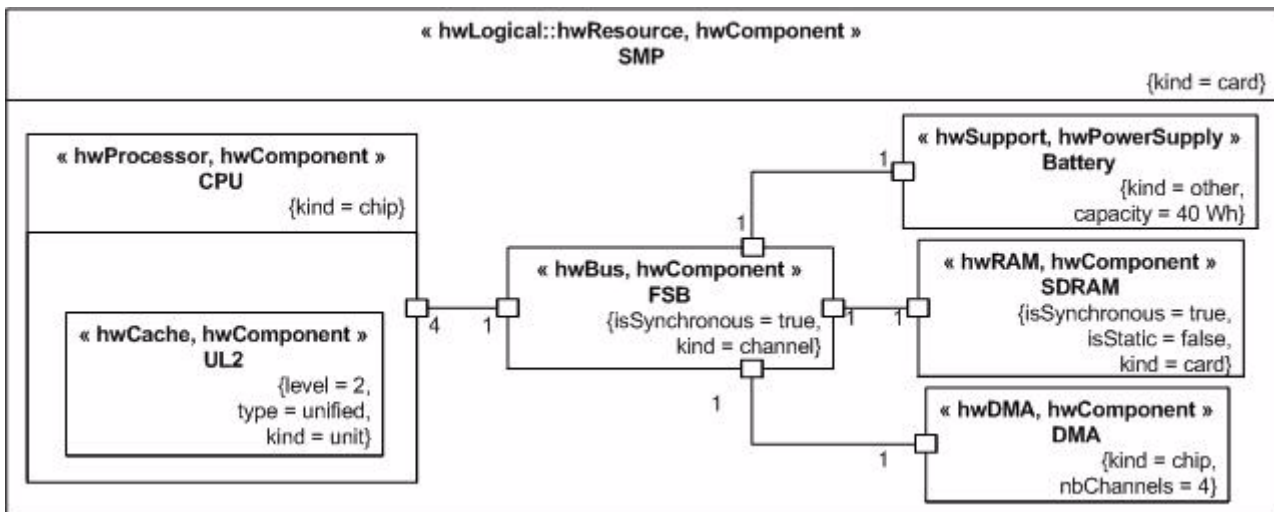 « hwLogical::hwResource, hwComponent »
SMP
{kind = card}
« hwProcessor, hwComponent »
CPU
{kind = chip}
« hwCache, hwComponent »
UL2
{level = 2,
type = unified,
kind = unit}
4
1
« hwBus, hwComponent »
FSB
{isSynchronous = true,
kind = channel}
1
1
1
1
1
1
« hwSupport, hwPowerSupply »
Battery
{kind = other,
capacity = 40 Wh}
« hwRAM, hwComponent »
SDRAM
{isSynchronous = true,
isStatic = false,
kind = card}
« hwDMA, hwComponent »
DMA
{kind = chip,
nbChannels = 4}